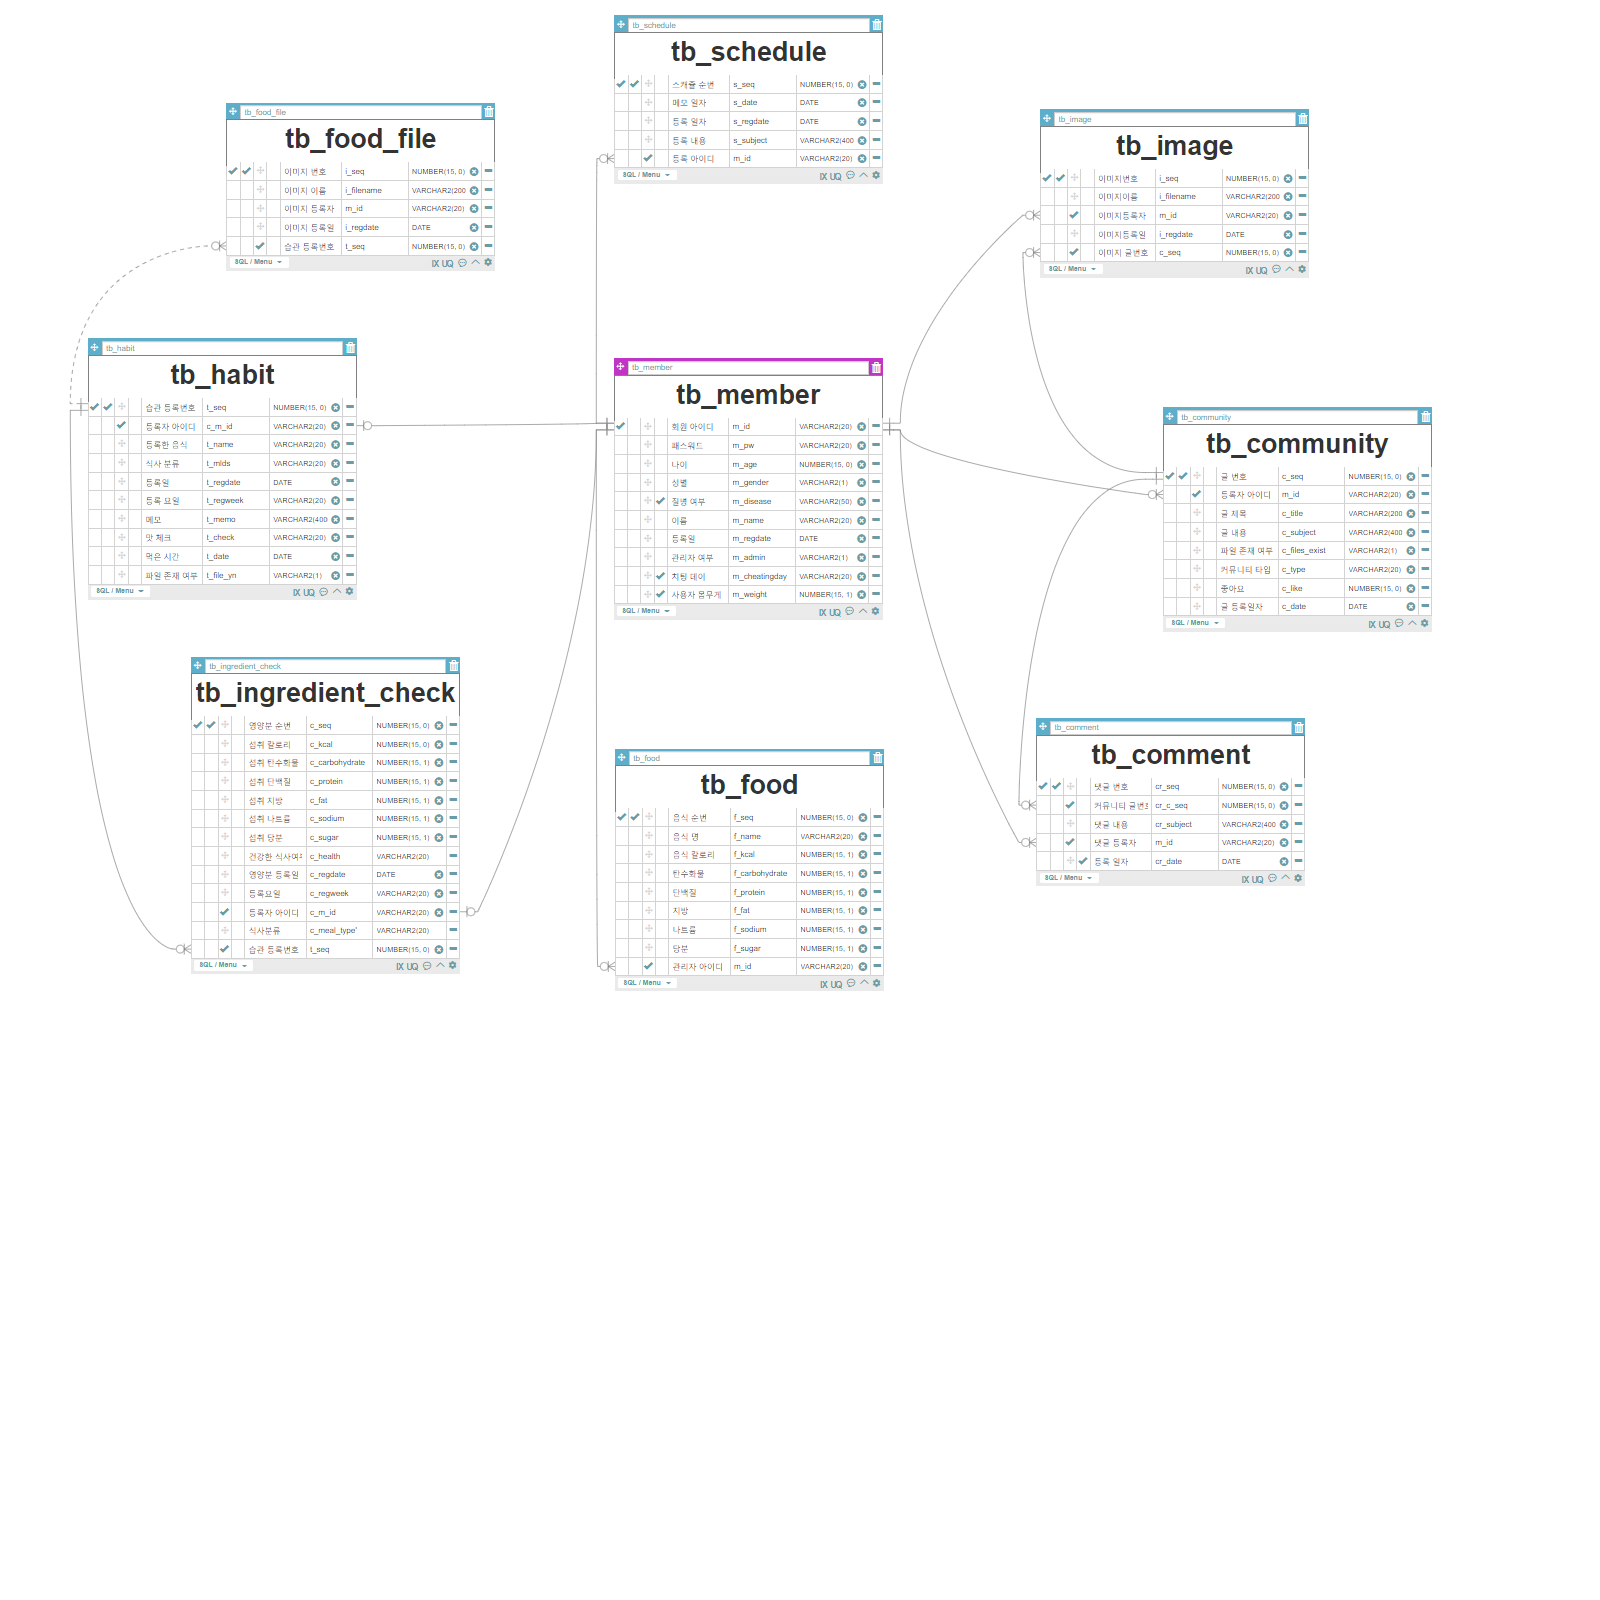 tb_schedule
tb_schedule
스캐쥴 순번 s_seq NUMBER(15, 0)
메모 일자 s_date DATE
등록 일자 s_regdate DATE
등록 내용 s_subject VARCHAR2(400
등록 아이디 m_id VARCHAR2(20)
SQL / Menu IX UQ
tb_food_file
tb_food_file
이미지 번호 i_seq NUMBER(15, 0)
이미지 이름 i_filename VARCHAR2(200
이미지 등록자 m_id VARCHAR2(20)
이미지 등록일 i_regdate DATE
습관 등록번호 t_seq NUMBER(15, 0)
SQL / Menu IX UQ
tb_image
tb_image
이미지번호 i_seq NUMBER(15, 0)
이미지이름 i_filename VARCHAR2(200
이미지등록자 m_id VARCHAR2(20)
이미지등록일 i_regdate DATE
이미지 글번호 c_seq NUMBER(15, 0)
SQL / Menu IX UQ
tb_habit
tb_habit
습관 등록번호 t_seq NUMBER(15, 0)
등록자 아이디 c_m_id VARCHAR2(20)
등록한 음식 t_name VARCHAR2(20)
식사 분류 t_mlds VARCHAR2(20)
등록일 t_regdate DATE
등록 요일 t_regweek VARCHAR2(20)
메모 t_memo VARCHAR2(400
맛 체크 t_check VARCHAR2(20)
먹은 시간 t_date DATE
파일 존재 여부 t_file_yn VARCHAR2(1)
SQL / Menu IX UQ
tb_member
tb_member
회원 아이디 m_id VARCHAR2(20)
패스워드 m_pw VARCHAR2(20)
나이 m_age NUMBER(15, 0)
성별 m_gender VARCHAR2(1)
질병 여부 m_disease VARCHAR2(50)
이름 m_name VARCHAR2(20)
등록일 m_regdate DATE
관리자 여부 m_admin VARCHAR2(1)
치팅 데이 m_cheatingday VARCHAR2(20)
사용자 몸무게 m_weight NUMBER(15, 1)
SQL / Menu IX UQ
tb_community
tb_community
글 번호 c_seq NUMBER(15, 0)
등록자 아이디 m_id VARCHAR2(20)
글 제목 c_title VARCHAR2(200
글 내용 c_subject VARCHAR2(400
파일 존재 여부 c_files_exist VARCHAR2(1)
커뮤니티 타입 c_type VARCHAR2(20)
좋아요 c_like NUMBER(15, 0)
글 등록일자 c_date DATE
SQL / Menu IX UQ
tb_ingredient_check
tb_ingredient_check
영양분 순번 c_seq NUMBER(15, 0)
섭취 칼로리 c_kcal NUMBER(15, 0)
섭취 탄수화물 c_carbohydrate NUMBER(15, 1)
섭취 단백질 c_protein NUMBER(15, 1)
섭취 지방 c_fat NUMBER(15, 1)
섭취 나트륨 c_sodium NUMBER(15, 1)
섭취 당분 c_sugar NUMBER(15, 1)
건강한 식사여부 c_health VARCHAR2(20)
영양분 등록일 c_regdate DATE
등록요일 c_regweek VARCHAR2(20)
등록자 아이디 c_m_id VARCHAR2(20)
식사분류 c_meal_type" VARCHAR2(20)
습관 등록번호 t_seq NUMBER(15, 0)
SQL / Menu IX UQ
tb_food
tb_food
음식 순번 f_seq NUMBER(15, 0)
음식 명 f_name VARCHAR2(20)
음식 칼로리 f_kcal NUMBER(15, 1)
탄수화물 f_carbohydrate NUMBER(15, 1)
단백질 f_protein NUMBER(15, 1)
지방 f_fat NUMBER(15, 1)
나트륨 f_sodium NUMBER(15, 1)
당분 f_sugar NUMBER(15, 1)
관리자 아이디 m_id VARCHAR2(20)
SQL / Menu IX UQ
tb_comment
tb_comment
댓글 번호 cr_seq NUMBER(15, 0)
커뮤니티 글번호 cr_c_seq NUMBER(15, 0)
댓글 내용 cr_subject VARCHAR2(400
댓글 등록자 m_id VARCHAR2(20)
등록 일자 cr_date DATE
SQL / Menu IX UQ